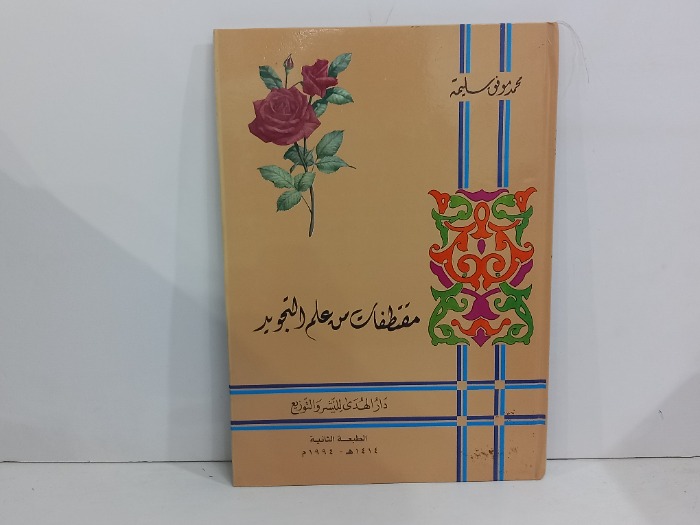 محمد موفق سليمة
مقتطفات من علم التجويد
دار الهدى للنشر والتوزيع
الطبعة الثانية
١٤١٤هـ - ١٩٩٤م